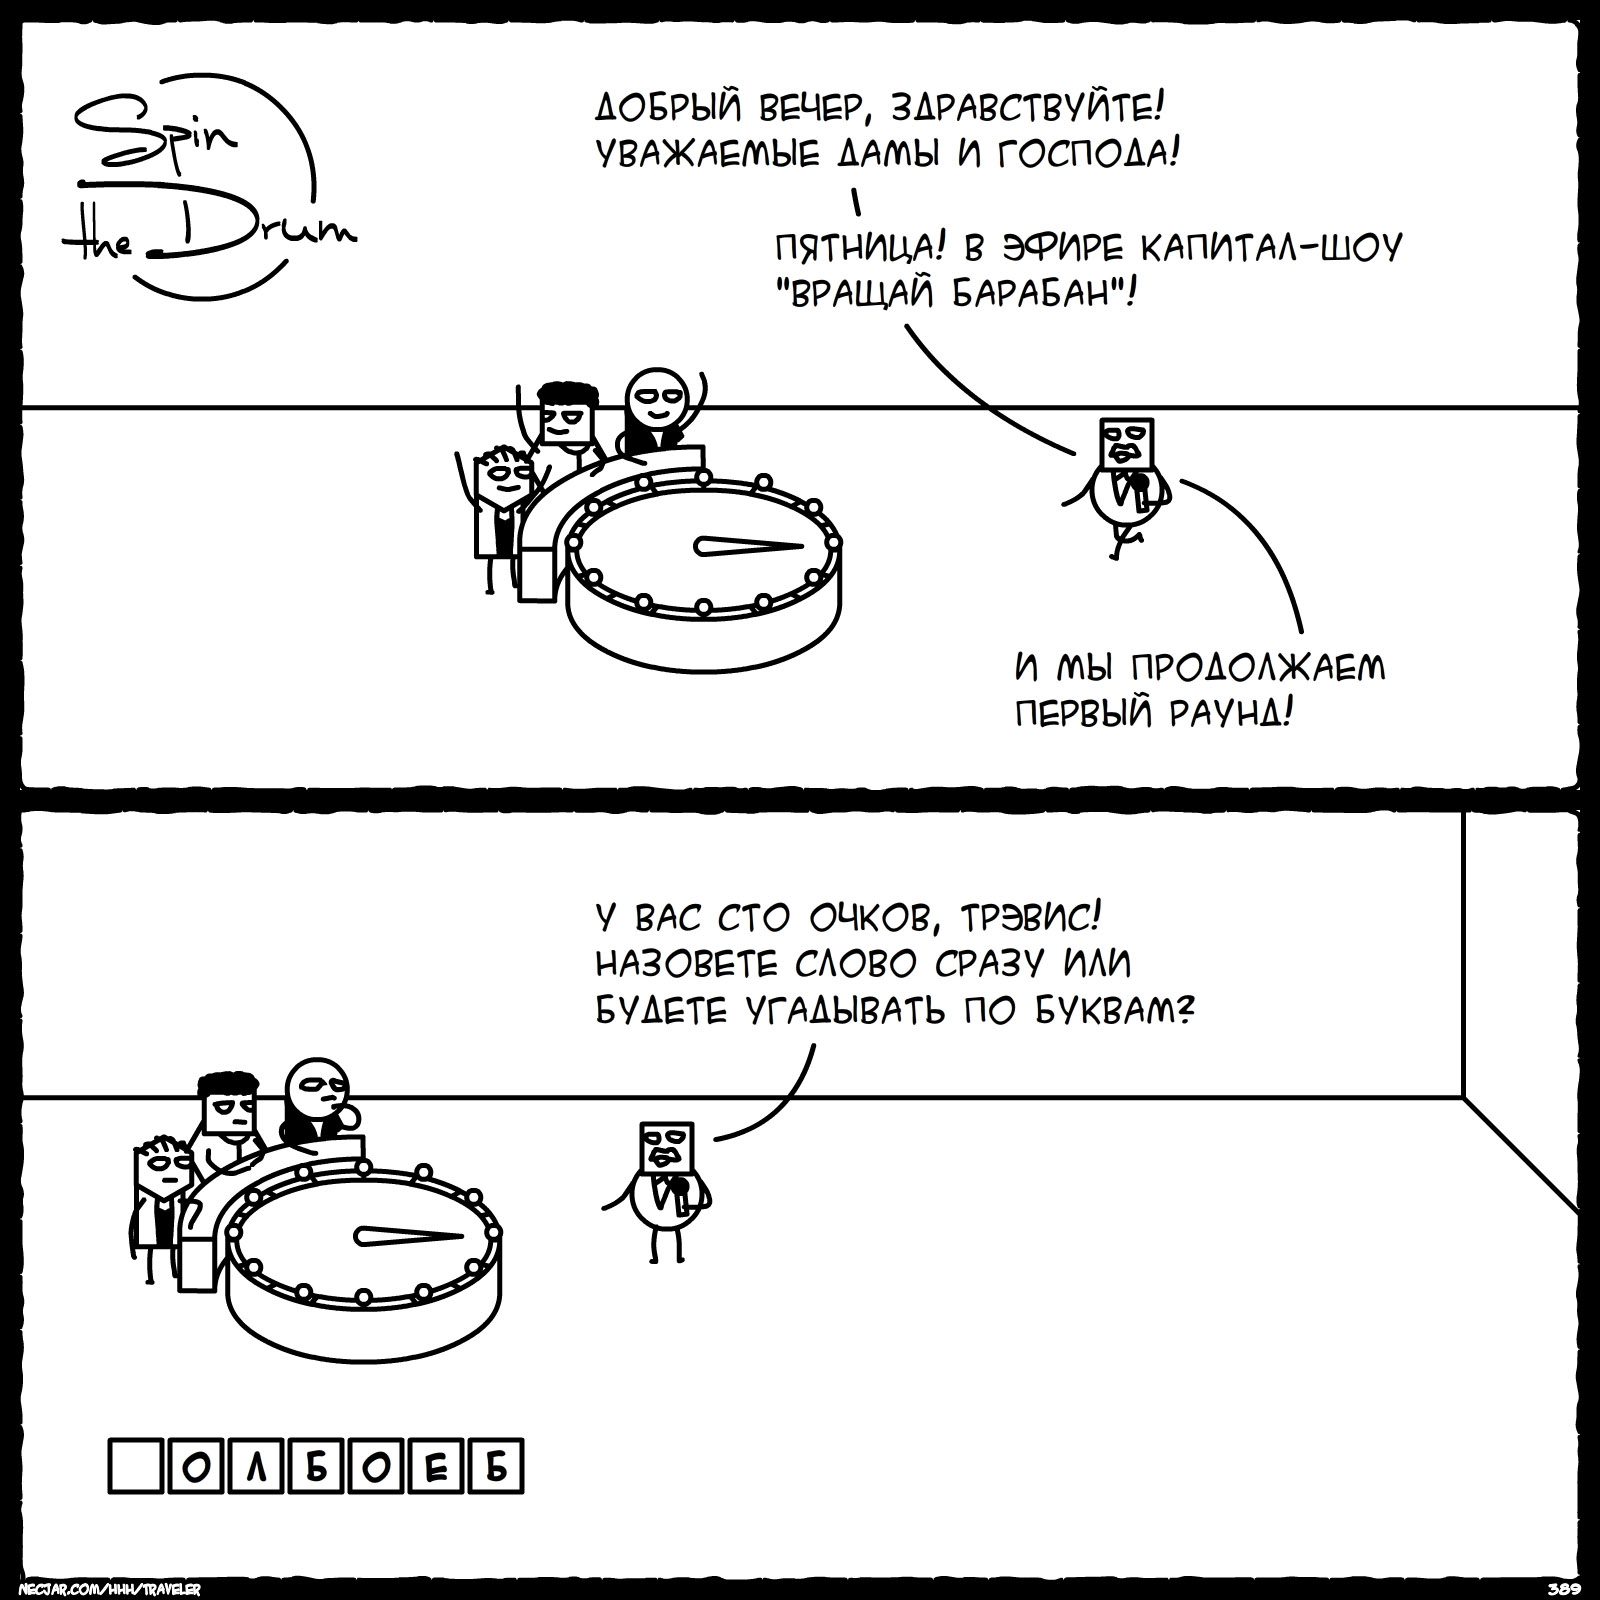 Spin
the Drum
ДОБРЫЙ ВЕЧЕР, ЗДРАВСТВУЙТЕ!
УВАЖАЕМЫЕ ДАМЫ И ГОСПОДА!
ПЯТНИЦА! В ЭФИРЕ КАПИТАЛ-ШОУ
"ВРАЩАЙ БАРАБАН"!
И МЫ ПРОДОЛЖАЕМ
ПЕРВЫЙ РАУНД!
У ВАС СТО ОЧКОВ, ТРЭВИС!
НАЗОВЕТЕ СЛОВО СРАЗУ ИЛИ
БУДЕТЕ УГАДЫВАТЬ ПО БУКВАМ?
ОЛБОЕБ
NECJAR.COM/HHH/TRAVELER
389